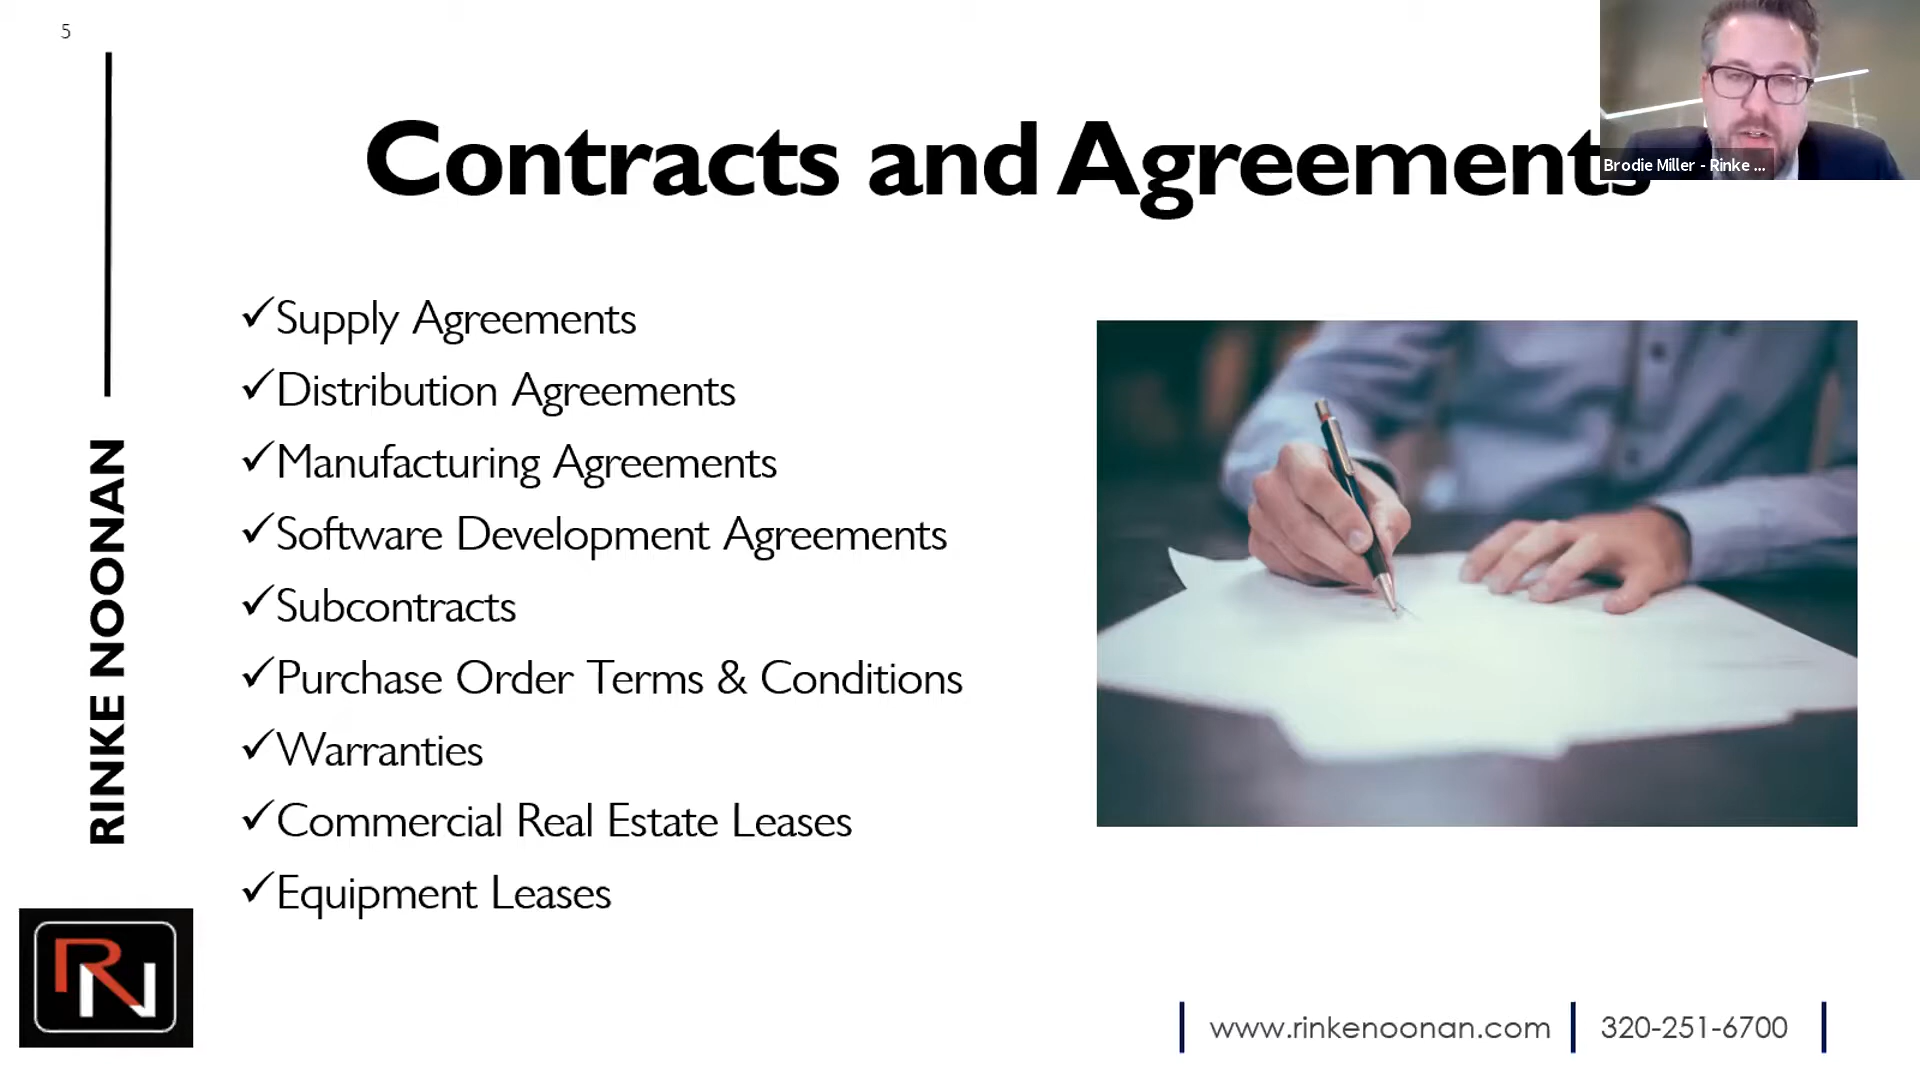 5
Contracts and Agreements
Brodie Miller - Rinke ...
✓Supply Agreements
✓Distribution Agreements
✓Manufacturing Agreements
✓Software Development Agreements
✓Subcontracts
✓Purchase Order Terms & Conditions
✓Warranties
✓Commercial Real Estate Leases
✓Equipment Leases
RINKE NOONAN
RN
www.rinkenoonan.com
320-251-6700